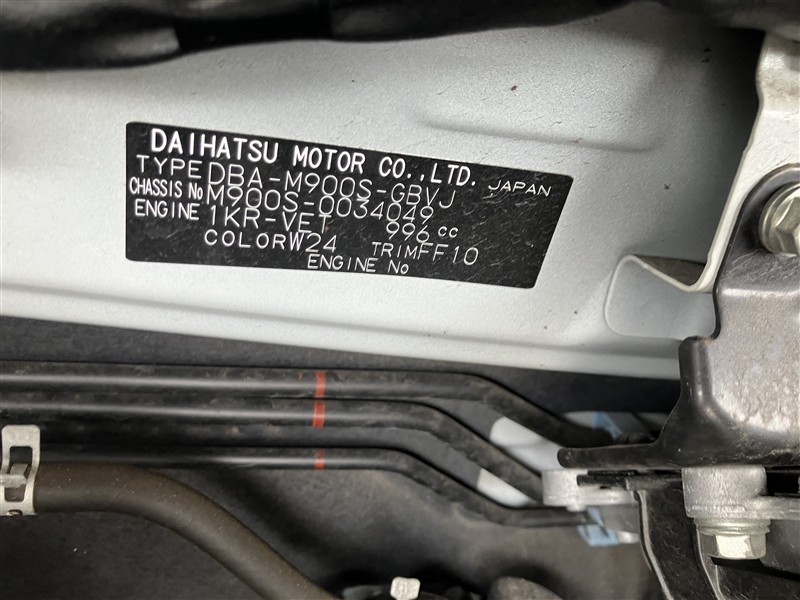 DAIHATSU MOTOR CO.,LTD. JAPAN
TYPE DBA-M900S-GBVJ
CHASSIS No M900S-0034049
ENGINE 1KR-VET 996 cc
COLOR W24 TRIM FF10
ENGINE No